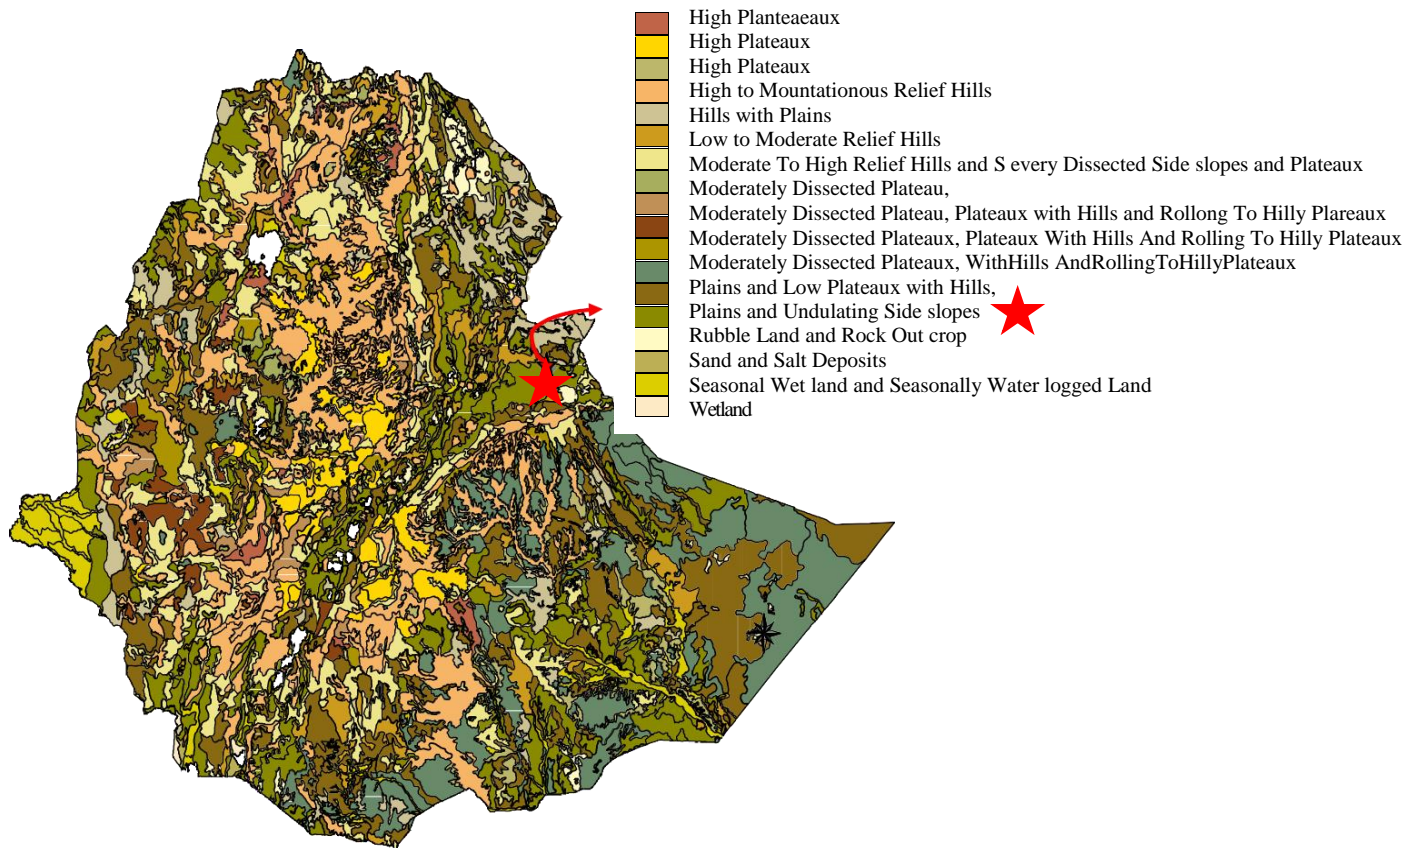 High Planteaeaux
High Plateaux
High Plateaux
High to Mountationous Relief Hills
Hills with Plains
Low to Moderate Relief Hills
Moderate To High Relief Hills and S every Dissected Side slopes and Plateaux
Moderately Dissected Plateau,
Moderately Dissected Plateau, Plateaux with Hills and Rollong To Hilly Plareaux
Moderately Dissected Plateaux, Plateaux With Hills And Rolling To Hilly Plateaux
Moderately Dissected Plateaux, WithHills AndRollingToHillyPlateaux
Plains and Low Plateaux with Hills,
Plains and Undulating Side slopes
Rubble Land and Rock Out crop
Sand and Salt Deposits
Seasonal Wet land and Seasonally Water logged Land
Wetland